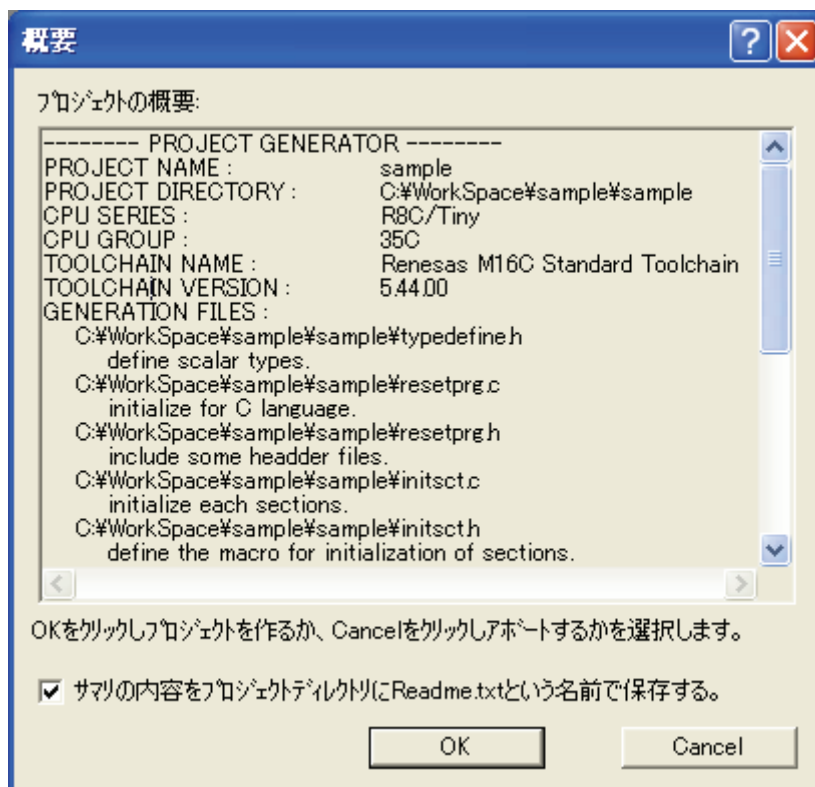 概要
プロジェクトの概要:
-------- PROJECT GENERATOR --------
PROJECT NAME : sample
PROJECT DIRECTORY : C:¥WorkSpace¥sample¥sample
CPU SERIES : R8C/Tiny
CPU GROUP : 35C
TOOLCHAIN NAME : Renesas M16C Standard Toolchain
TOOLCHAIN VERSION : 5.44.00
GENERATION FILES :
C:¥WorkSpace¥sample¥sample¥typedefine.h
define scalar types.
C:¥WorkSpace¥sample¥sample¥resetprg.c
initialize for C language.
C:¥WorkSpace¥sample¥sample¥resetprg.h
include some headder files.
C:¥WorkSpace¥sample¥sample¥initsct.c
initialize each sections.
C:¥WorkSpace¥sample¥sample¥initsct.h
define the macro for initialization of sections.
OKをクリックしプロジェクトを作るか、Cancelをクリックしアボートするかを選択します。
サマリの内容をプロジェクトディレクトリにReadme.txtという名前で保存する。
OK
Cancel